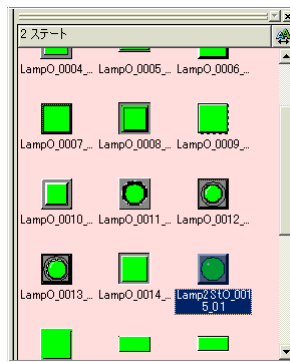 2 ステート
LampO_0004_... LampO_0005_... LampO_0006_...
LampO_0007_... LampO_0008_... LampO_0009_...
LampO_0010_... LampO_0011_... LampO_0012_...
LampO_0013_... LampO_0014_... Lamp2StO_001
5_01